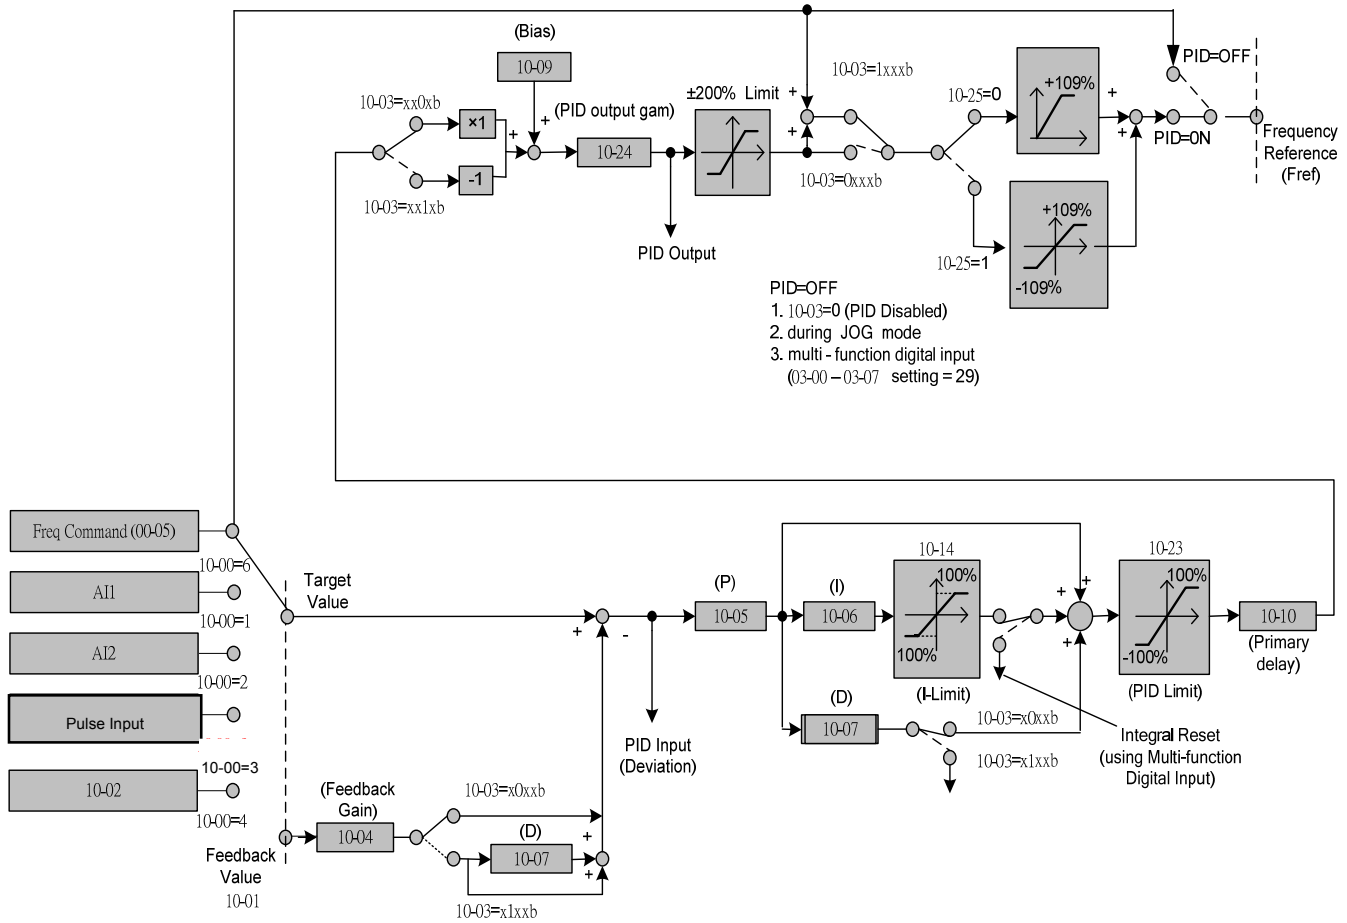 (Bias)
10-09
10-03=xx0xb
×1
-1
10-03=xx1xb
+
+
(PID output gam)
10-24
PID Output
±200% Limit
+
+
10-03=1xxxb
10-03=0xxxb
10-25=0
+109%
+
10-25=1
+109%
-109%
+
PID=OFF
PID=0N
Frequency
Reference
(Fref)
PID=OFF
1. 10-03=0 (PID Disabled)
2. during JOG mode
3. multi - function digital input
(03-00 – 03-07 setting = 29)
Freq Command (00-05)
10-00=6
AI1
10-00=1
AI2
10-00=2
Pulse Input
10-00=3
10-02
10-00=4
Target
Value
Feedback
Value
10-01
(Feedback
Gain)
10-04
10-03=x0xxb
(D)
10-07
+
+
10-03=x1xxb
+
-
PID Input
(Deviation)
(P)
10-05
(I)
10-06
10-14
100%
100%
(I-Limit)
(D)
10-07
10-03=x0xxb
10-03=x1xxb
+
+
+
Integral Reset
(using Multi-function
Digital Input)
10-23
100%
-100%
(PID Limit)
10-10
(Primary
delay)